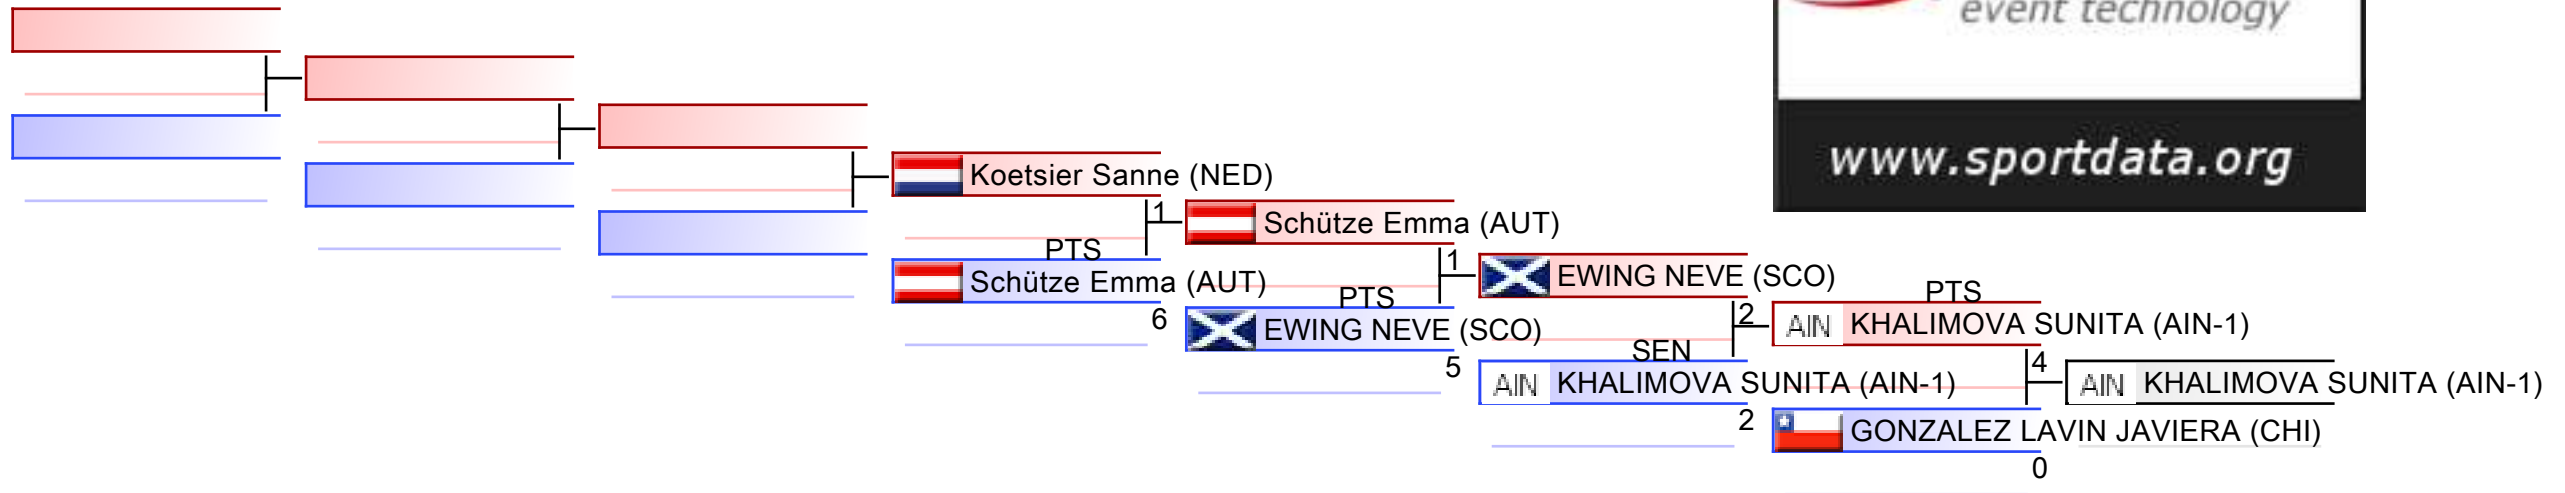 event technology
www.sportdata.org
Koetsier Sanne (NED)
1
PTS
Schütze Emma (AUT)
6
Schütze Emma (AUT)
1
PTS
EWING NEVE (SCO)
5
EWING NEVE (SCO)
2
SEN
AIN KHALIMOVA SUNITA (AIN-1)
2
PTS
AIN KHALIMOVA SUNITA (AIN-1)
4
GONZALEZ LAVIN JAVIERA (CHI)
0
AIN KHALIMOVA SUNITA (AIN-1)